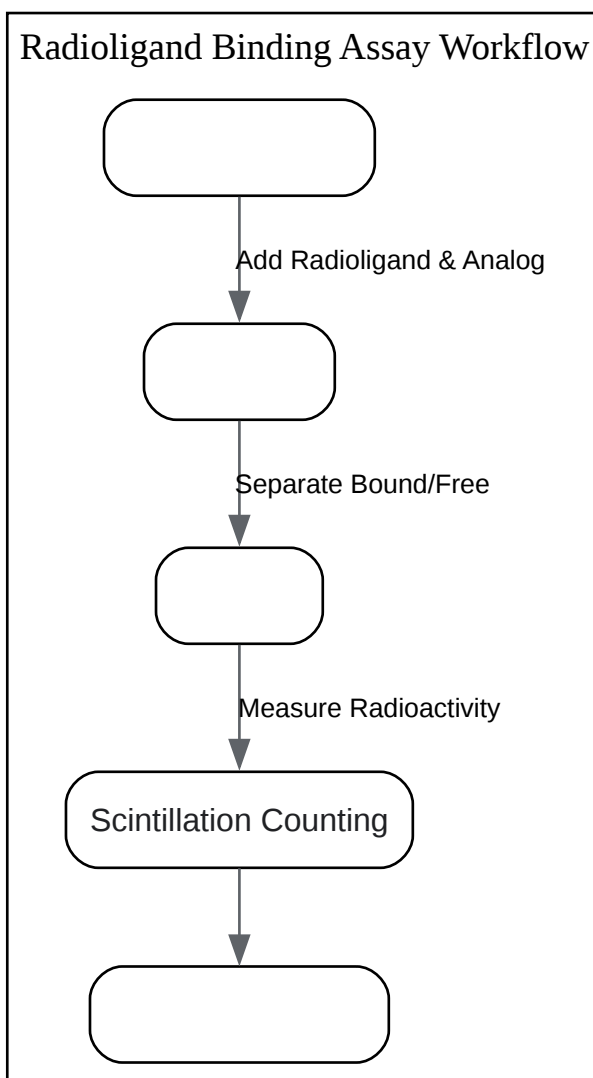 Radioligand Binding Assay Workflow
Add Radioligand & Analog
Separate Bound/Free
Measure Radioactivity
Scintillation Counting